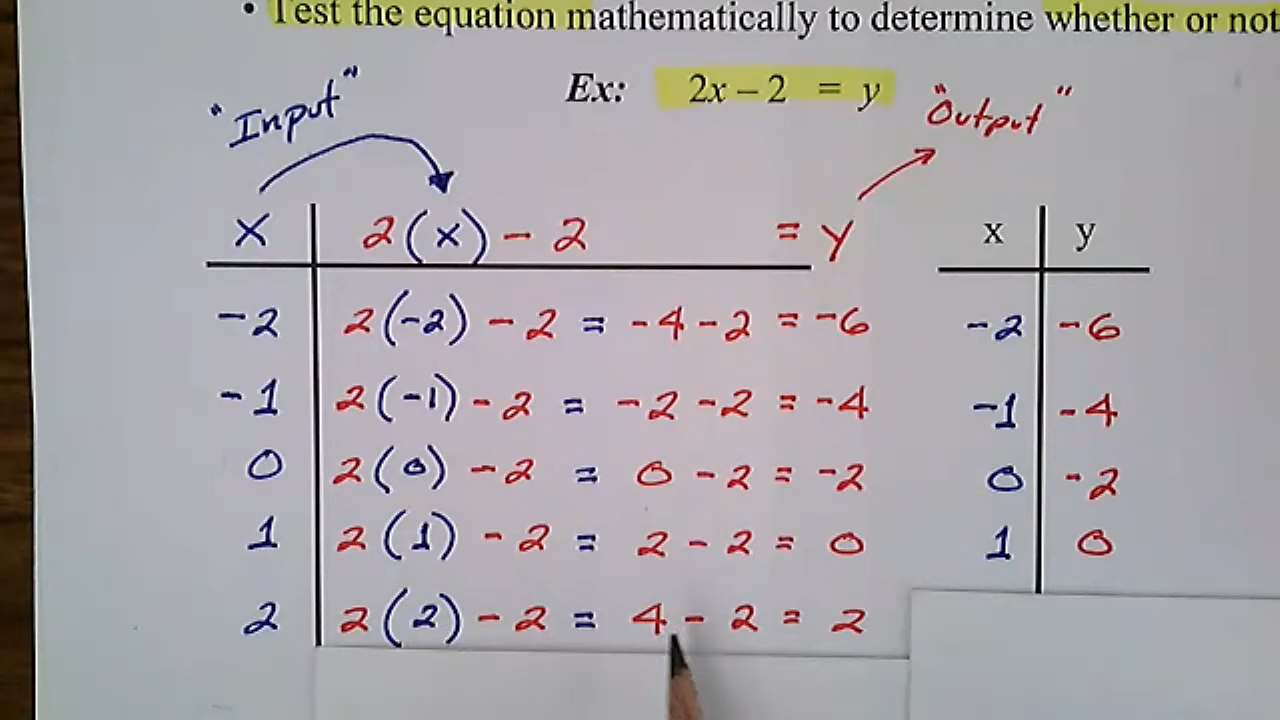 • Test the equation mathematically to determine whether or not
Ex: 2x – 2 = y
"Input"
"Output"
x 2(x) - 2 = y
-2 2(-2) - 2 = -4 - 2 = -6
-1 2(-1) - 2 = -2 - 2 = -4
0 2(0) - 2 = 0 - 2 = -2
1 2(1) - 2 = 2 - 2 = 0
2 2(2) - 2 = 4 - 2 = 2
x y
-2 -6
-1 -4
0 -2
1 0